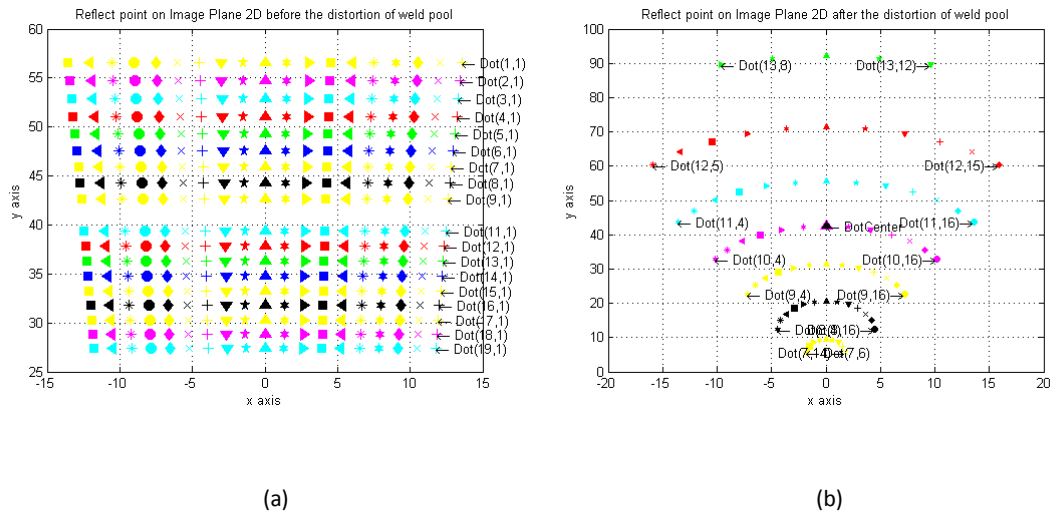 Reflect point on Image Plane 2D before the distortion of weld pool
60
55
50
45
40
35
30
25
y axis
-15
-10
-5
0
5
10
15
x axis
← Dot(1,1)
← Dot(2,1)
← Dot(3,1)
← Dot(4,1)
← Dot(5,1)
← Dot(6,1)
← Dot(7,1)
← Dot(8,1)
← Dot(9,1)
← Dot(11,1)
← Dot(12,1)
← Dot(13,1)
← Dot(14,1)
← Dot(15,1)
← Dot(16,1)
← Dot(17,1)
← Dot(18,1)
← Dot(19,1)
(a)
Reflect point on Image Plane 2D after the distortion of weld pool
100
90
80
70
60
50
40
30
20
10
0
y axis
-20
-15
-10
-5
0
5
10
15
20
x axis
← Dot(13,8)
Dot(13,12)→
← Dot(12,5)
Dot(12,15)→
← Dot(11,4)
Dot(11,16)→
← DotCenter
← Dot(10,4)
Dot(10,16)→
← Dot(9,4)
Dot(9,16)→
(b)